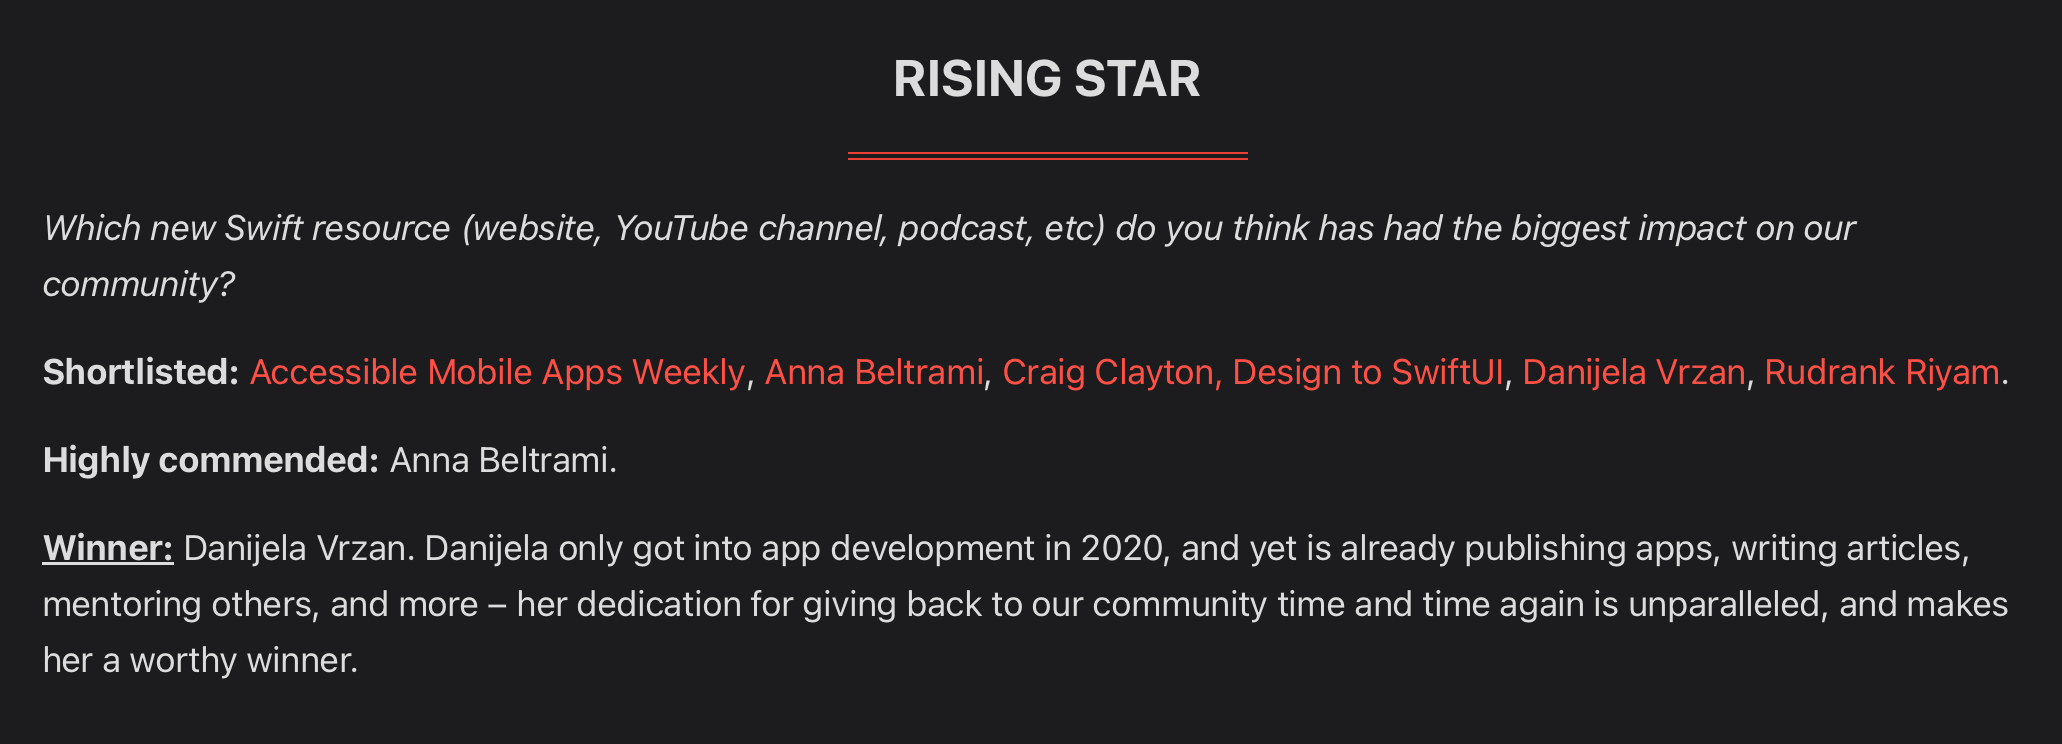 RISING STAR
Which new Swift resource (website, YouTube channel, podcast, etc) do you think has had the biggest impact on our
community?
Shortlisted: Accessible Mobile Apps Weekly, Anna Beltrami, Craig Clayton, Design to SwiftUI, Danijela Vrzan, Rudrank Riyam.
Highly commended: Anna Beltrami.
Winner: Danijela Vrzan. Danijela only got into app development in 2020, and yet is already publishing apps, writing articles,
mentoring others, and more – her dedication for giving back to our community time and time again is unparalleled, and makes
her a worthy winner.